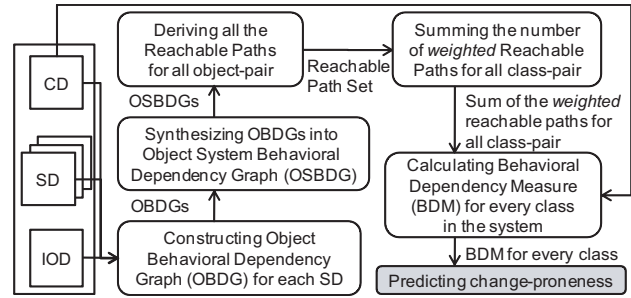 CD
SD
IOD
Deriving all the
Reachable Paths
for all object-pair
Reachable
Path Set
Summing the number
of weighted Reachable
Paths for all class-pair
OSBDGs
Sum of the weighted
reachable paths for
all class-pair
Synthesizing OBDGs into
Object System Behavioral
Dependency Graph (OSBDG)
Calculating Behavioral
Dependency Measure
(BDM) for every class
in the system
OBDGs
Constructing Object
Behavioral Dependency
Graph (OBDG) for each SD
BDM for every class
Predicting change-proneness